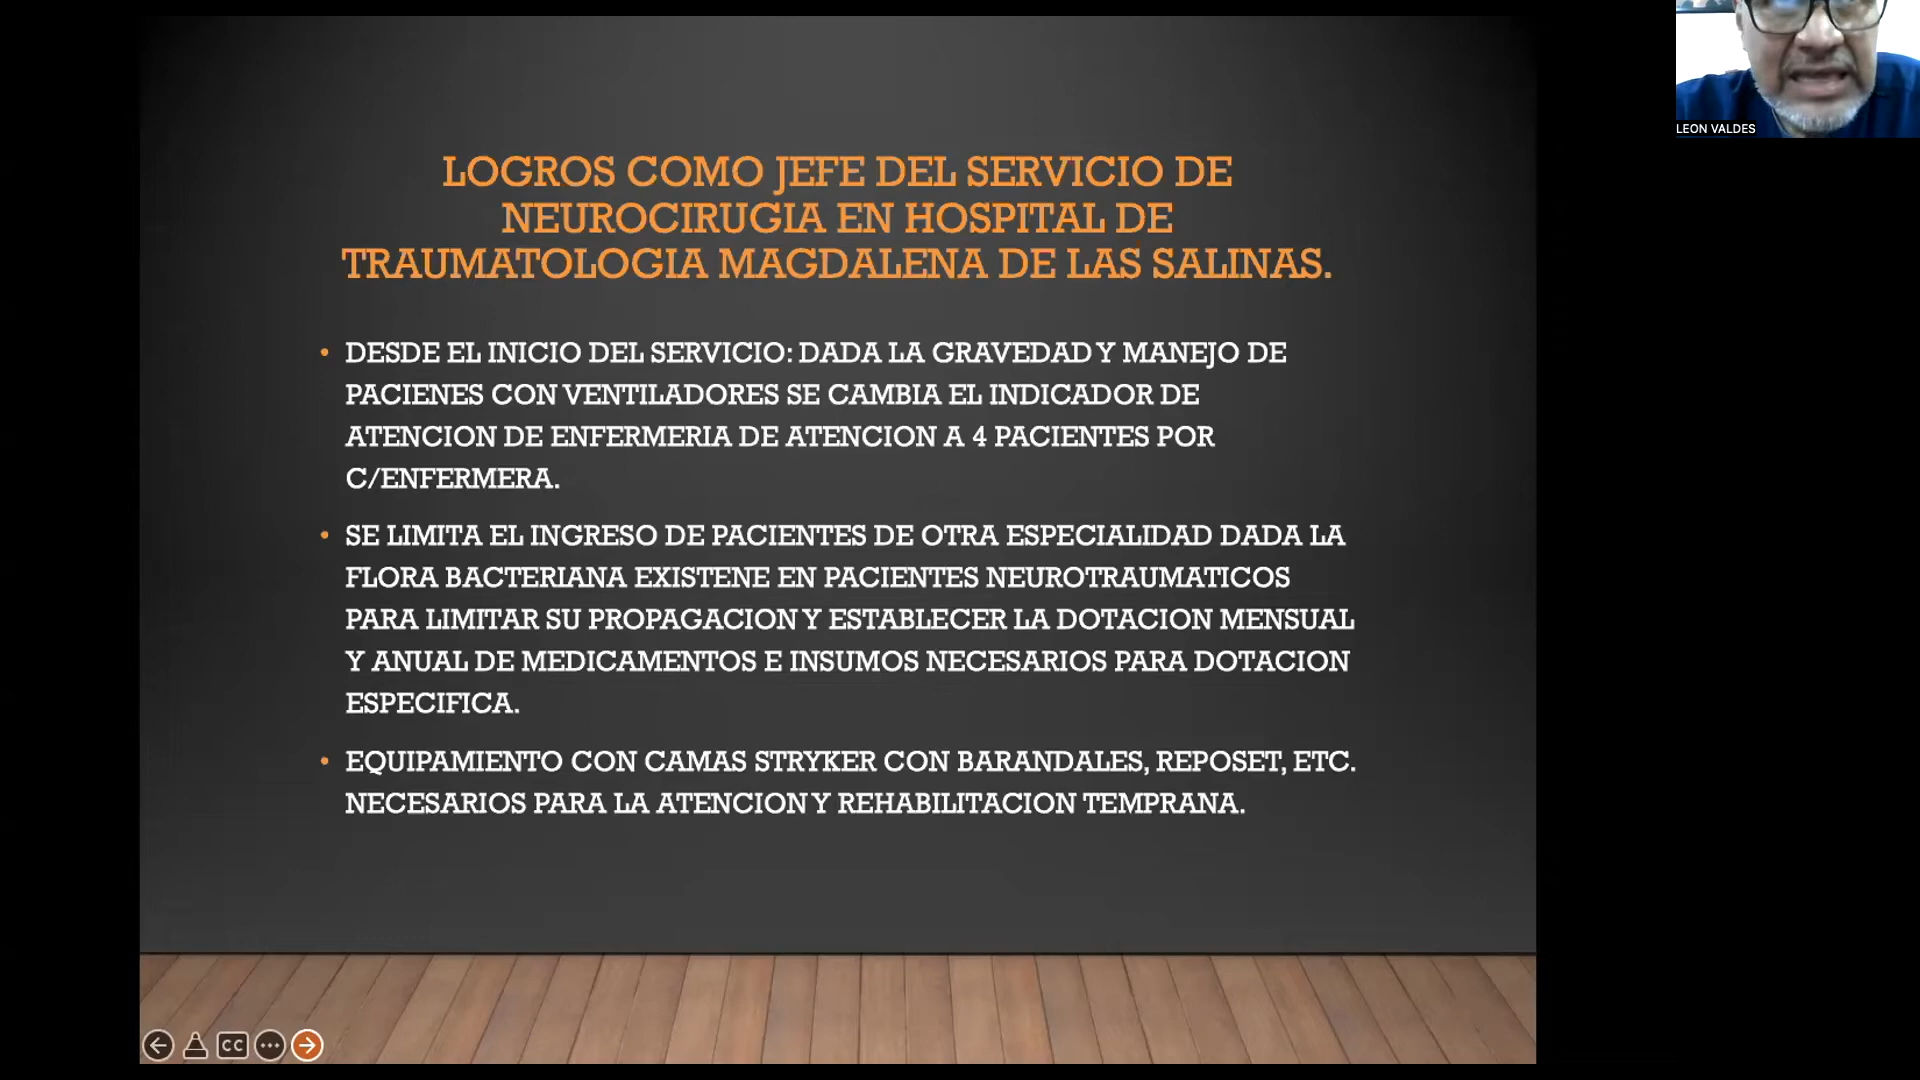 LEON VALDES
LOGROS COMO JEFE DEL SERVICIO DE
NEUROCIRUGIA EN HOSPITAL DE
TRAUMATOLOGIA MAGDALENA DE LAS SALINAS.
• DESDE EL INICIO DEL SERVICIO: DADA LA GRAVEDAD Y MANEJO DE
PACIENES CON VENTILADORES SE CAMBIA EL INDICADOR DE
ATENCION DE ENFERMERIA DE ATENCION A 4 PACIENTES POR
C/ENFERMERA.
• SE LIMITA EL INGRESO DE PACIENTES DE OTRA ESPECIALIDAD DADA LA
FLORA BACTERIANA EXISTENE EN PACIENTES NEUROTRAUMATICOS
PARA LIMITAR SU PROPAGACION Y ESTABLECER LA DOTACION MENSUAL
Y ANUAL DE MEDICAMENTOS E INSUMOS NECESARIOS PARA DOTACION
ESPECIFICA.
• EQUIPAMIENTO CON CAMAS STRYKER CON BARANDALES, REPOSET, ETC.
NECESARIOS PARA LA ATENCION Y REHABILITACION TEMPRANA.
CC